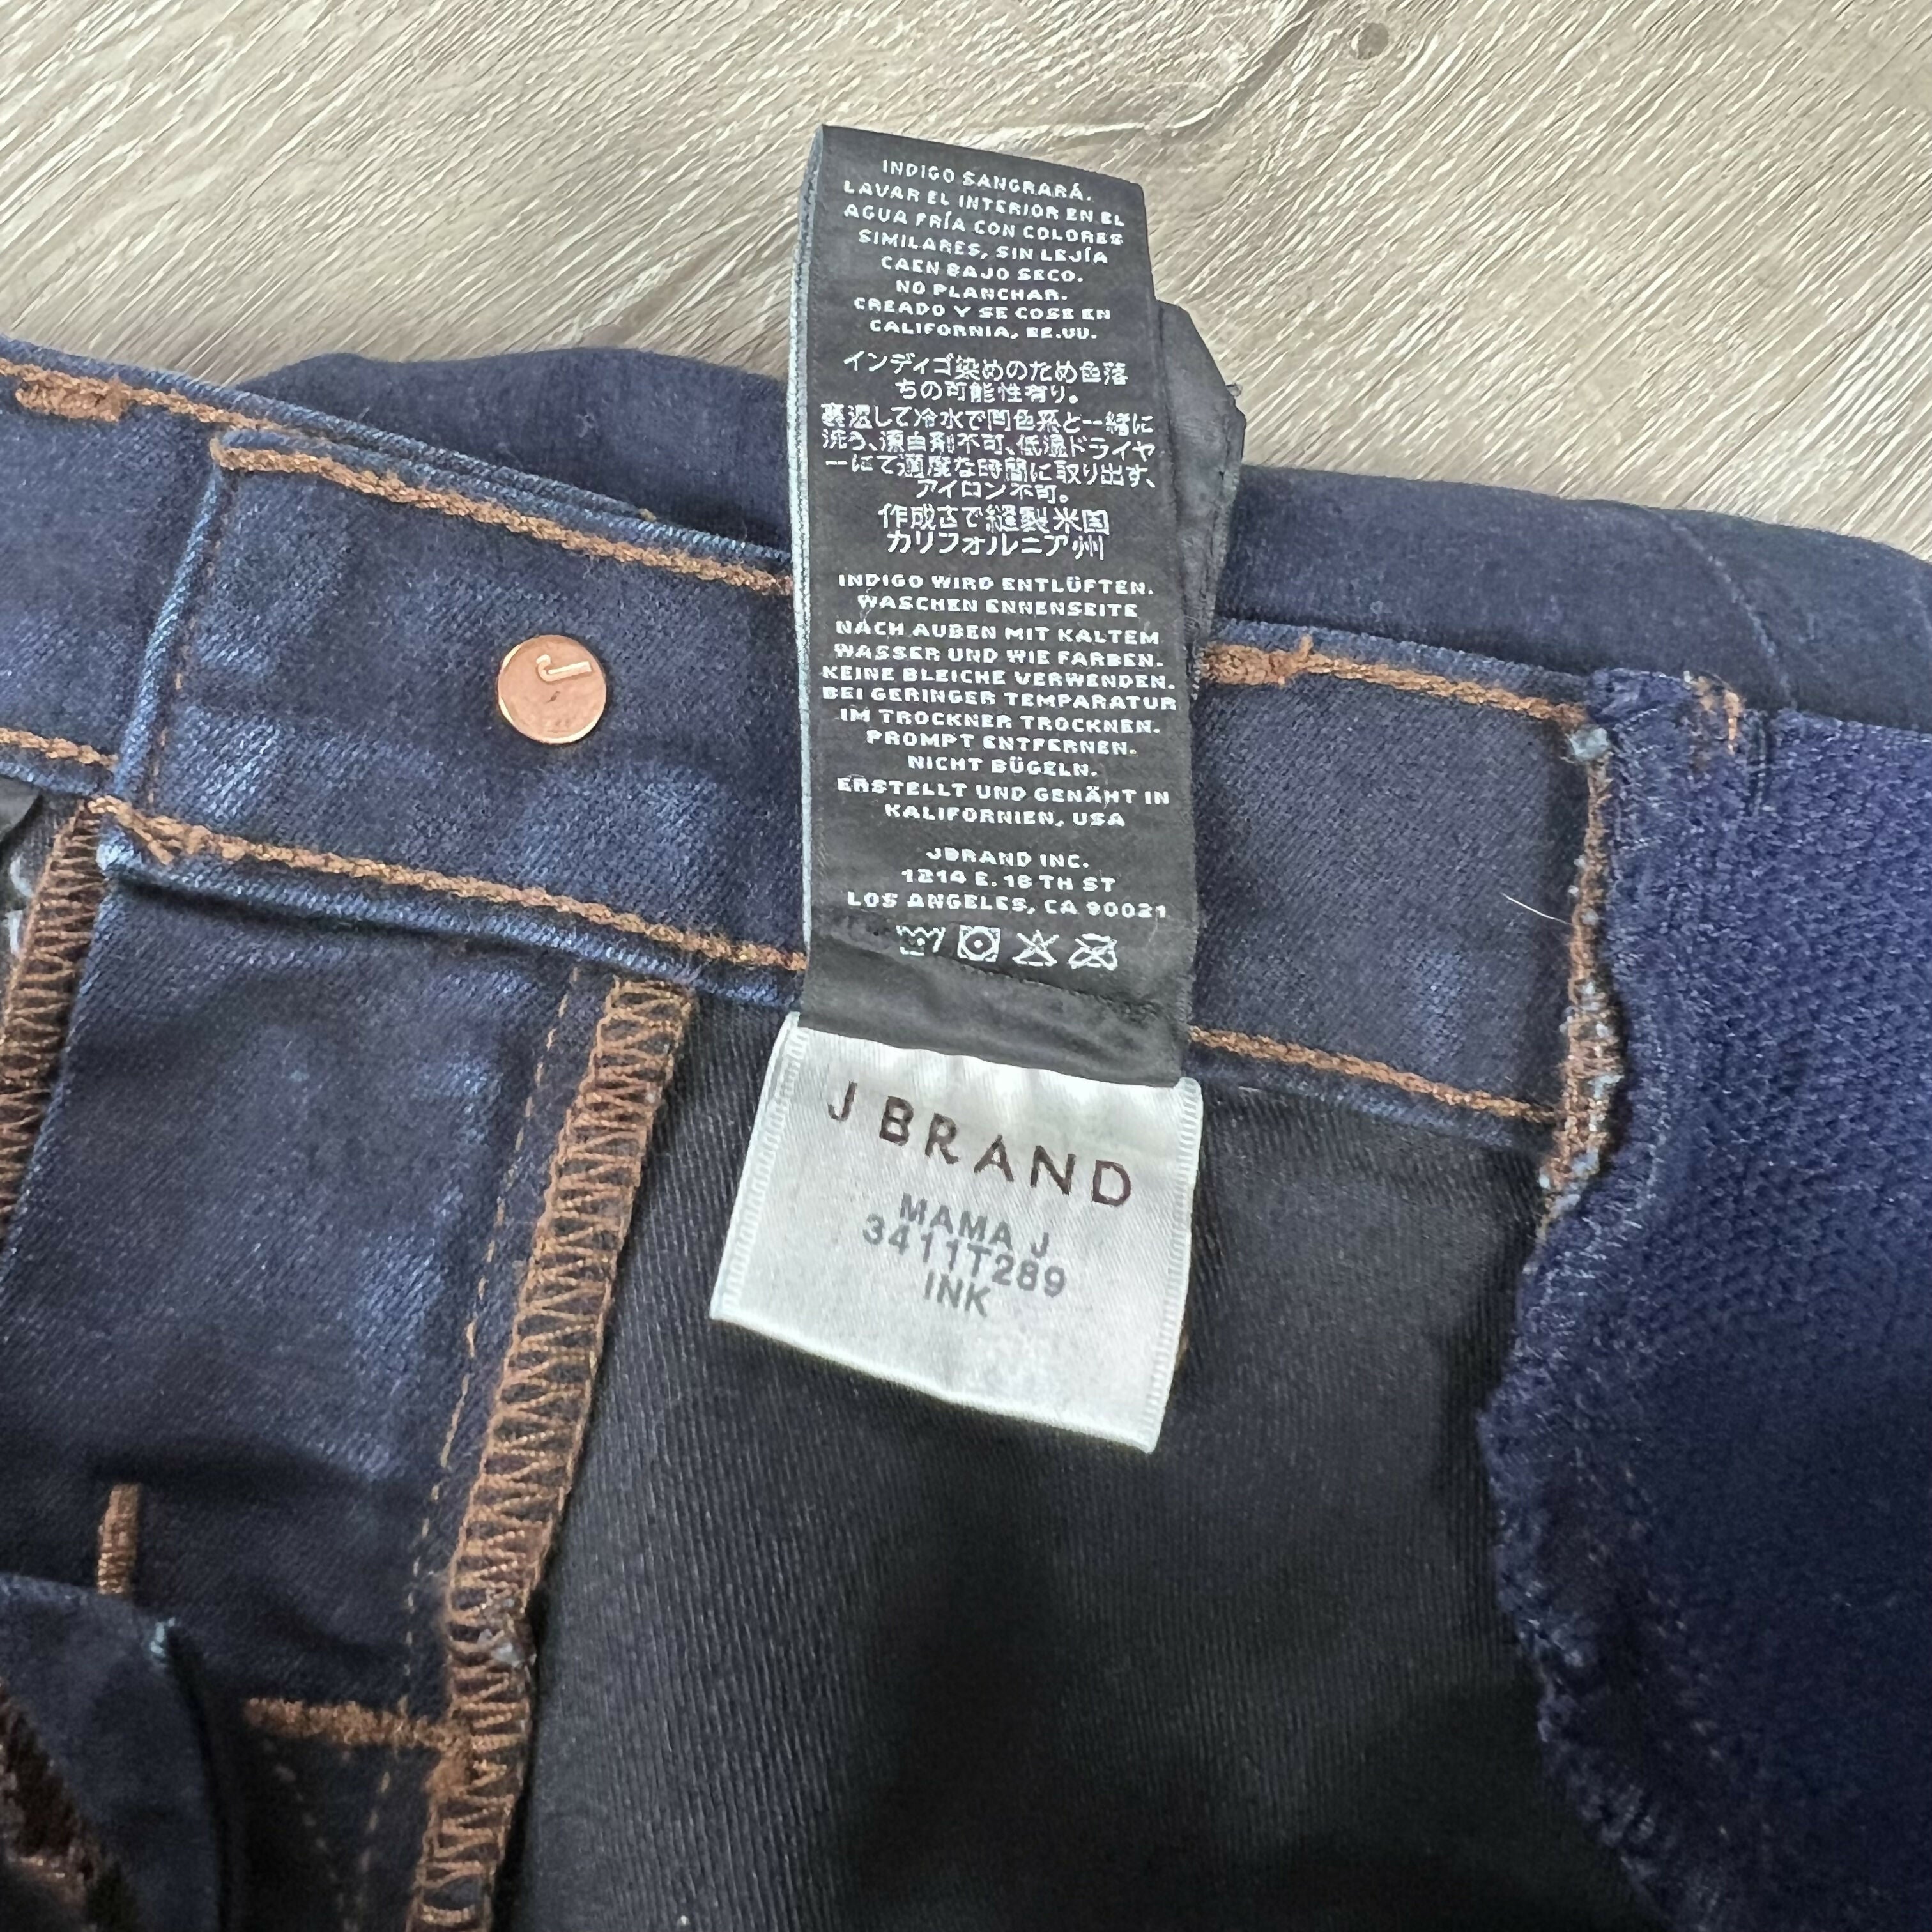 INDIGO SANGRARÁ.
LAVAR EL INTERIOR EN EL
AGUA FRÍA CON COLORES
SIMILARES, SIN LEJÍA
CAEN BAJO SECO.
NO PLANCHAR.
CREADO Y SE COSE EN
CALIFORNIA, EE.UU.
インディゴ染めのため色落
ちの可能性有り。
裏返して冷水で同色系と一緒に
洗う、漂白剤不可、低温ドライヤ
ーにて適度な時間に取り出す、
アイロン不可。
作成古で縫製米国
カリフォルニア州
INDIGO WIRD ENTLÜFTEN.
WASCHEN ENNENSEITE
NACH AUBEN MIT KALTEM
WASSER UND WIE FARBEN.
KEINE BLEICHE VERWENDEN.
BEI GERINGER TEMPARATUR
IM TROCKNER TROCKNEN.
PROMPT ENTFERNEN.
NICHT BÜGELN.
ERSTELLT UND GENÄHT IN
KALIFORNIEN, USA
JBRAND INC.
1214 E. 18 TH ST
LOS ANGELES, CA 90021
J BRAND
MAMA J
3411T289
INK
J